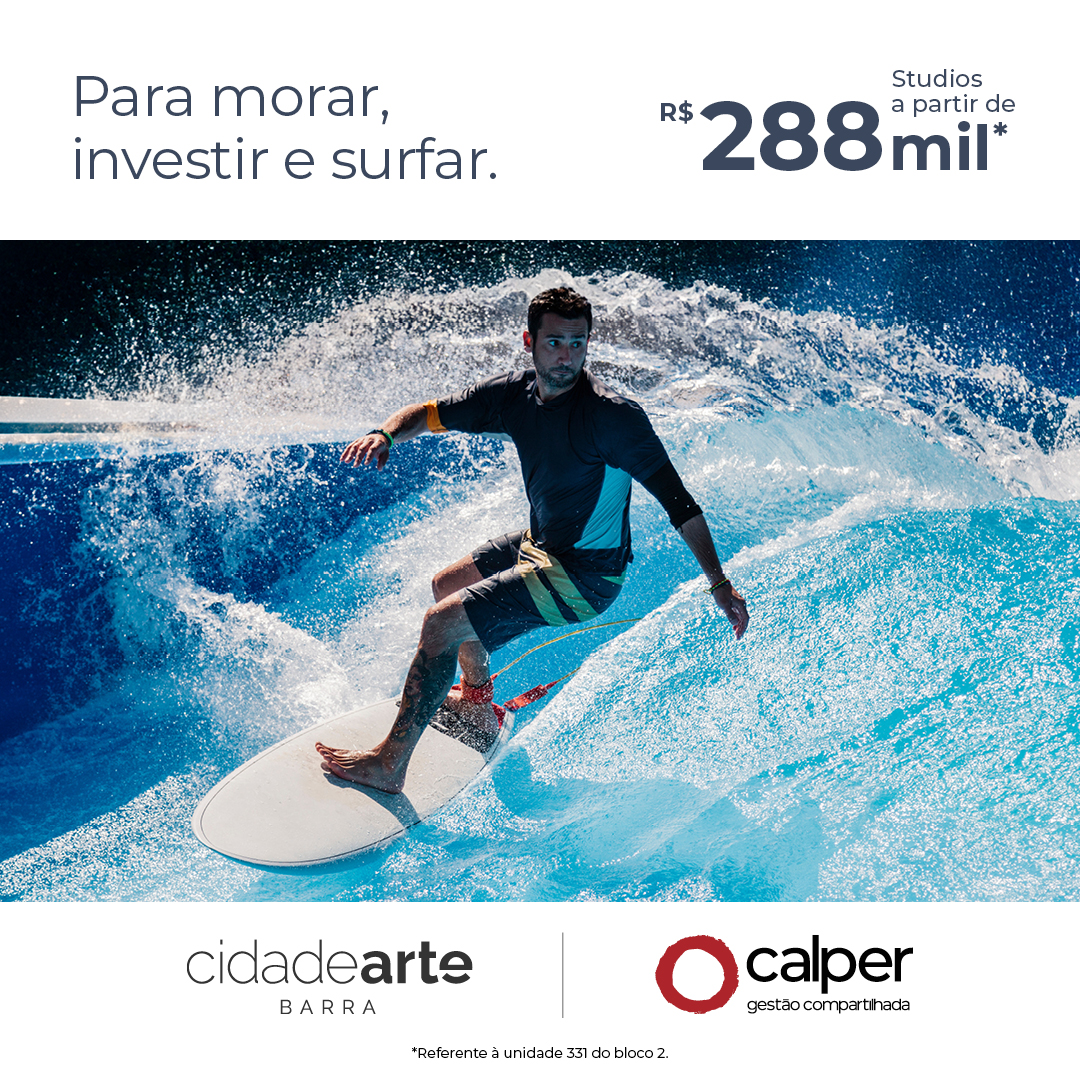 Para morar,
investir e surfar.
Studios
a partir de
R$ 288 mil*
cidadearte
BARRA
calper
gestão compartilhada
*Referente à unidade 331 do bloco 2.